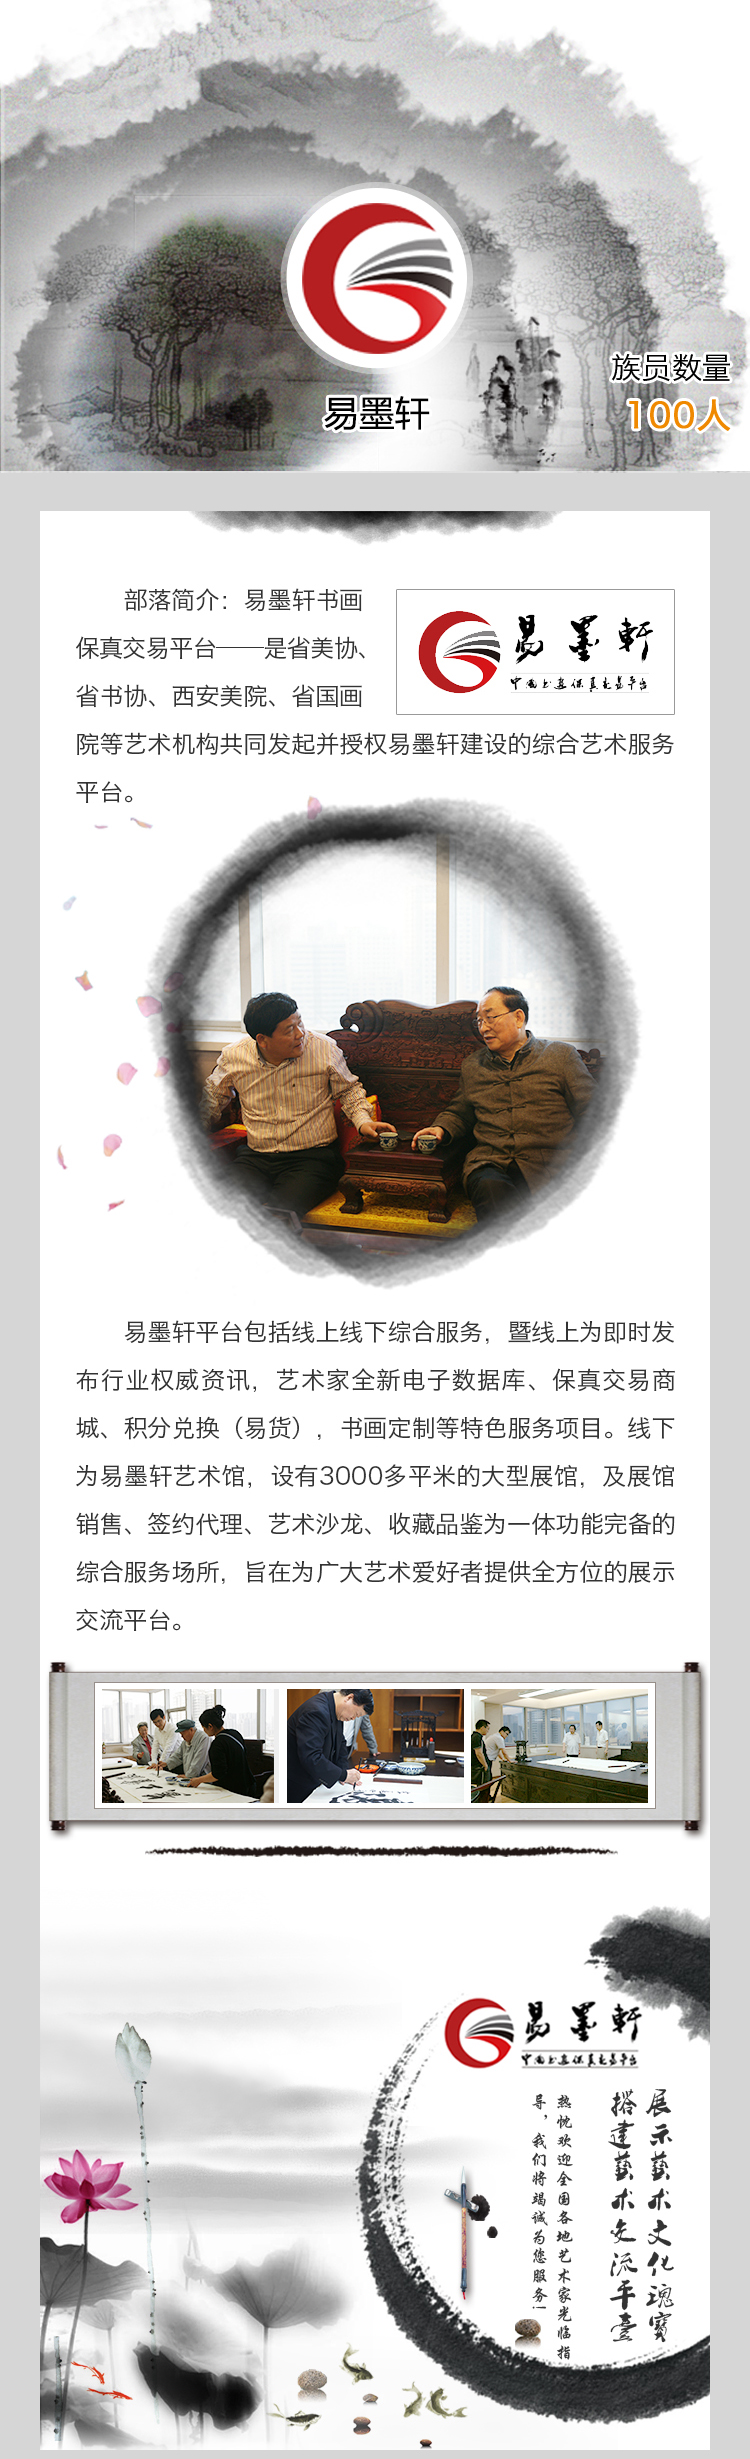 易墨轩
族员数量
100人
部落简介：易墨轩书画
保真交易平台——是省美协、
省书协、西安美院、省国画
院等艺术机构共同发起并授权易墨轩建设的综合艺术服务
平台。
易墨軒
中国书画保真交易平台
易墨轩平台包括线上线下综合服务，暨线上为即时发
布行业权威资讯，艺术家全新电子数据库、保真交易商
城、积分兑换（易货），书画定制等特色服务项目。线下
为易墨轩艺术馆，设有3000多平米的大型展馆，及展馆
销售、签约代理、艺术沙龙、收藏品鉴为一体功能完备的
综合服务场所，旨在为广大艺术爱好者提供全方位的展示
交流平台。
易墨軒
中国书画保真交易平台
展示藝术文化瑰寳
搭建藝术交流平臺
热忱欢迎全国各地艺术家光临指
导，我们将竭诚为您服务！